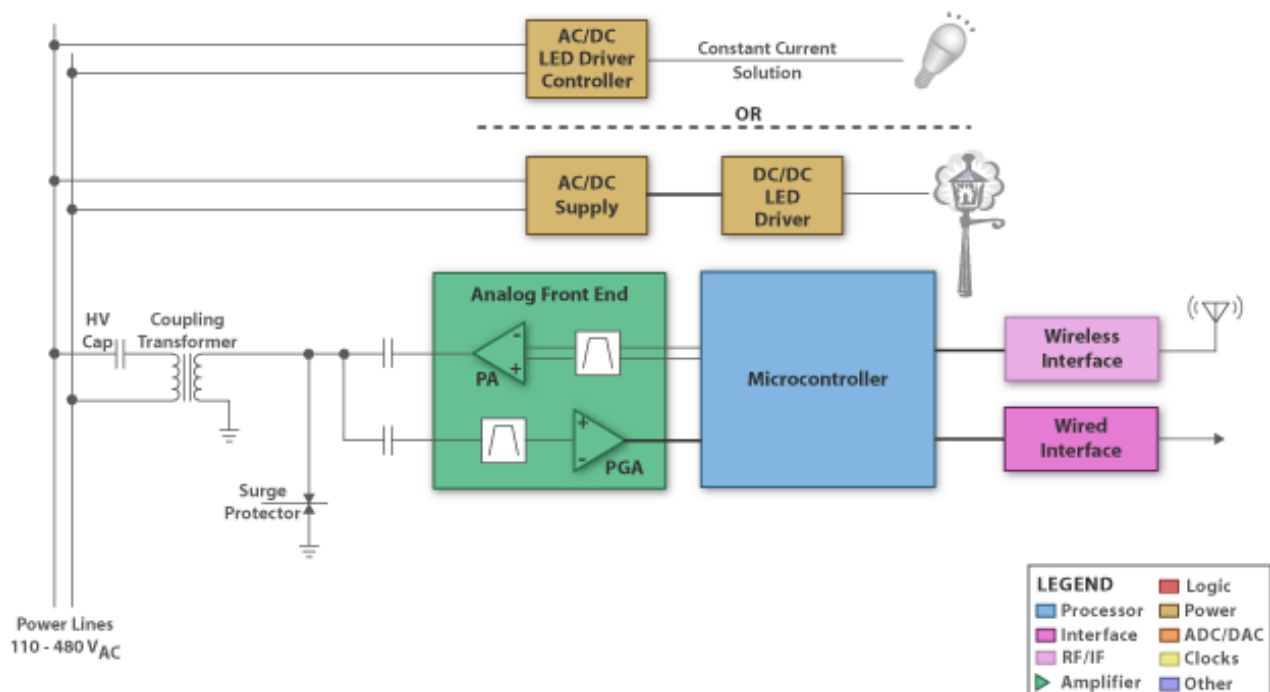 AC/DC
LED Driver
Controller
Constant Current
Solution
OR
AC/DC
Supply
DC/DC
LED
Driver
HV
Cap
Coupling
Transformer
Analog Front End
-
+
PA
+
-
PGA
Microcontroller
Wireless
Interface
Wired
Interface
Surge
Protector
Power Lines
110 - 480 VAC
LEGEND
Processor
Interface
RF/IF
Amplifier
Logic
Power
ADC/DAC
Clocks
Other